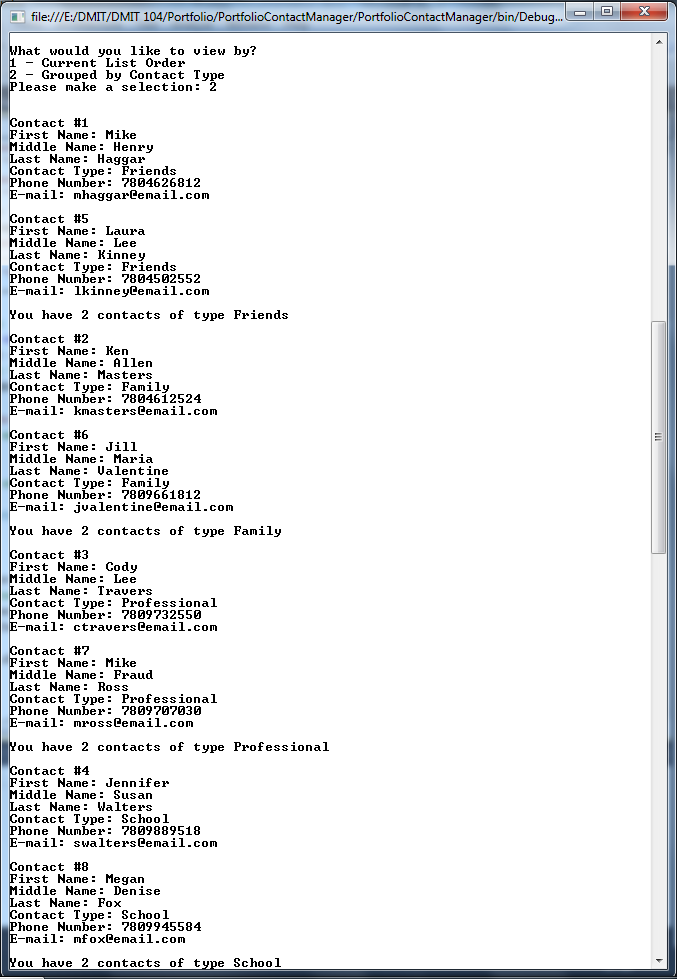 file:///E:/DMIT/DMIT 104/Portfolio/PortfolioContactManager/PortfolioContactManager/bin/Debug...
What would you like to view by?
1 - Current List Order
2 - Grouped by Contact Type
Please make a selection: 2
Contact #1
First Name: Mike
Middle Name: Henry
Last Name: Haggar
Contact Type: Friends
Phone Number: 7804626812
E-mail: mhaggar@email.com
Contact #5
First Name: Laura
Middle Name: Lee
Last Name: Kinney
Contact Type: Friends
Phone Number: 7804502552
E-mail: lkinney@email.com
You have 2 contacts of type Friends
Contact #2
First Name: Ken
Middle Name: Allen
Last Name: Masters
Contact Type: Family
Phone Number: 7804612524
E-mail: kmasters@email.com
Contact #6
First Name: Jill
Middle Name: Maria
Last Name: Valentine
Contact Type: Family
Phone Number: 7809661812
E-mail: jvalentine@email.com
You have 2 contacts of type Family
Contact #3
First Name: Cody
Middle Name: Lee
Last Name: Travers
Contact Type: Professional
Phone Number: 7809732550
E-mail: ctravers@email.com
Contact #7
First Name: Mike
Middle Name: Fraud
Last Name: Ross
Contact Type: Professional
Phone Number: 7809707030
E-mail: mross@email.com
You have 2 contacts of type Professional
Contact #4
First Name: Jennifer
Middle Name: Susan
Last Name: Walters
Contact Type: School
Phone Number: 7809889518
E-mail: swalters@email.com
Contact #8
First Name: Megan
Middle Name: Denise
Last Name: Fox
Contact Type: School
Phone Number: 7809945584
E-mail: mfox@email.com
You have 2 contacts of type School